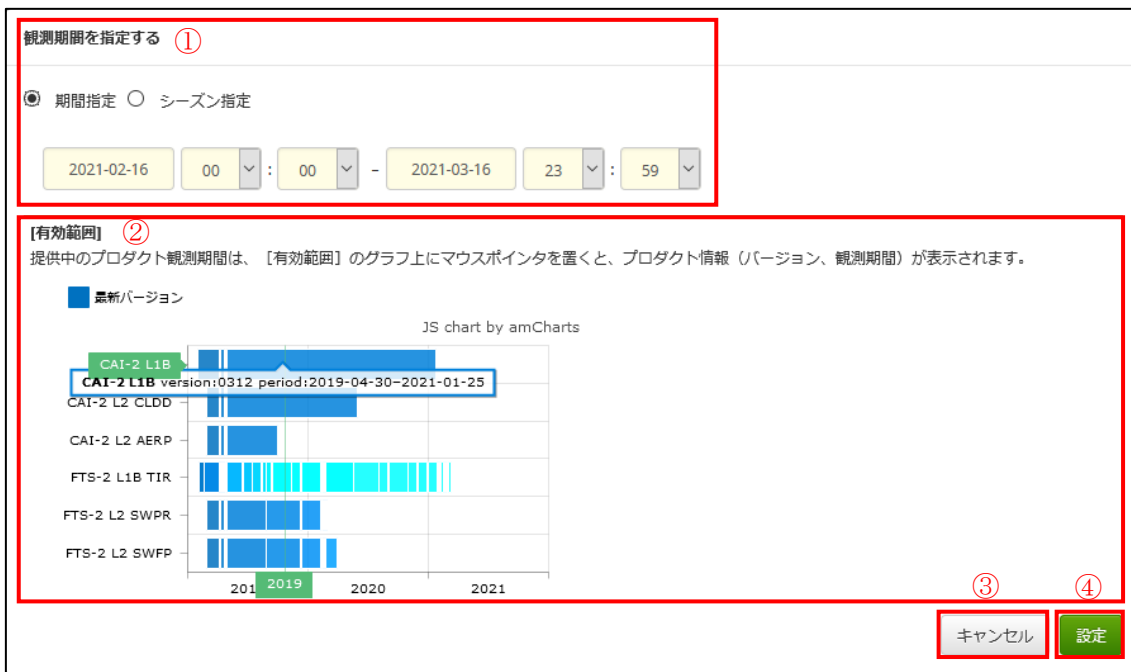 観測期間を指定する ①
期間指定 シーズン指定
2021-02-16 00 : 00 - 2021-03-16 23 : 59
[有効範囲] ②
提供中のプロダクト観測期間は、［有効範囲］のグラフ上にマウスポインタを置くと、プロダクト情報（バージョン、観測期間）が表示されます。
最新バージョン
JS chart by amCharts
CAI-2 L1B
CAI-2 L1B version:0312 period:2019-04-30-2021-01-25
CAI-2 L2 CLDD
CAI-2 L2 AERP
FTS-2 L1B TIR
FTS-2 L2 SWPR
FTS-2 L2 SWFP
201 2019 2020 2021
③ ④
キャンセル 設定